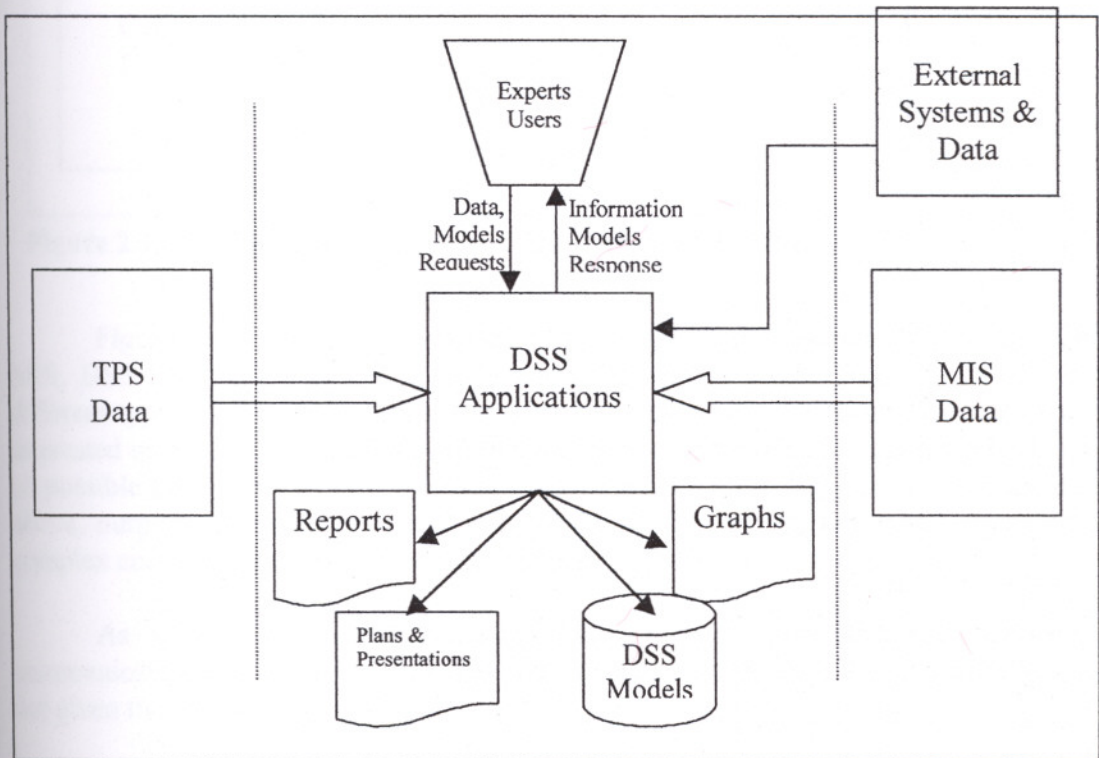 Experts
Users
External
Systems &
Data
Data,
Models
Requests
Information
Models
Response
TPS
Data
DSS
Applications
MIS
Data
Reports
Graphs
Plans &
Presentations
DSS
Models